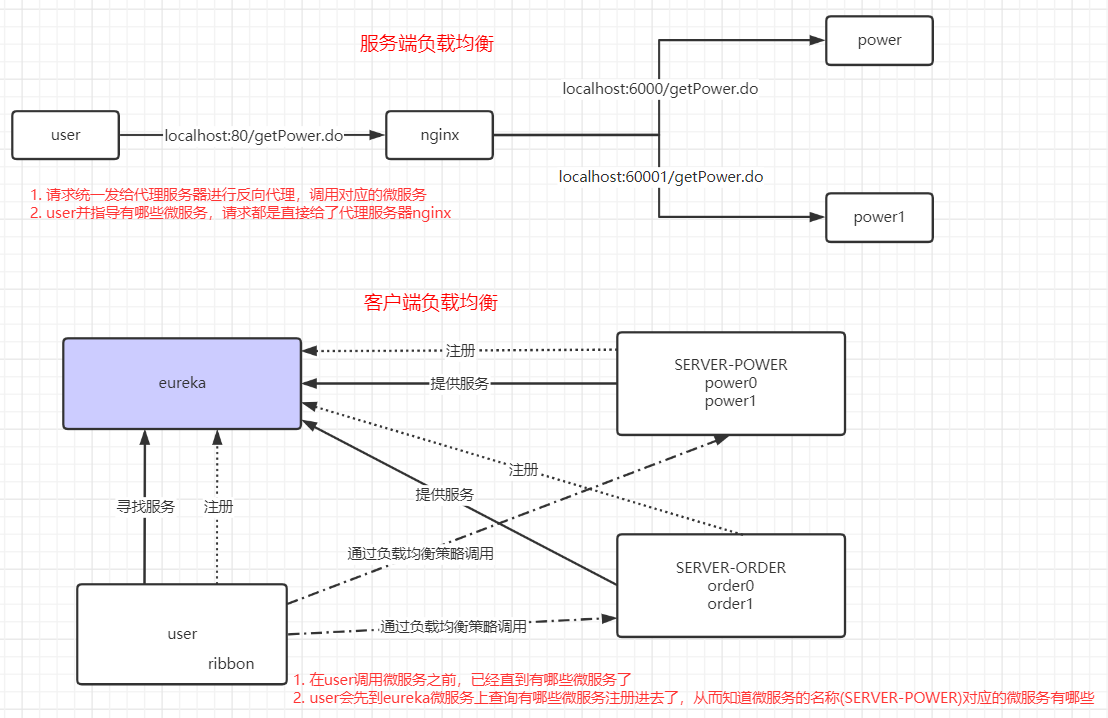 服务端负载均衡
power
localhost:6000/getPower.do
user
localhost:80/getPower.do
nginx
localhost:60001/getPower.do
1. 请求统一发给代理服务器进行反向代理，调用对应的微服务
2. user并指导有哪些微服务，请求都是直接给了代理服务器nginx
power1
客户端负载均衡
eureka
注册
提供服务
SERVER-POWER
power0
power1
注册
提供服务
寻找服务
注册
通过负载均衡策略调用
SERVER-ORDER
order0
order1
通过负载均衡策略调用
user
ribbon
1. 在user调用微服务之前，已经直到有哪些微服务了
2. user会先到eureka微服务上查询有哪些微服务注册进去了，从而知道微服务的名称(SERVER-POWER)对应的微服务有哪些